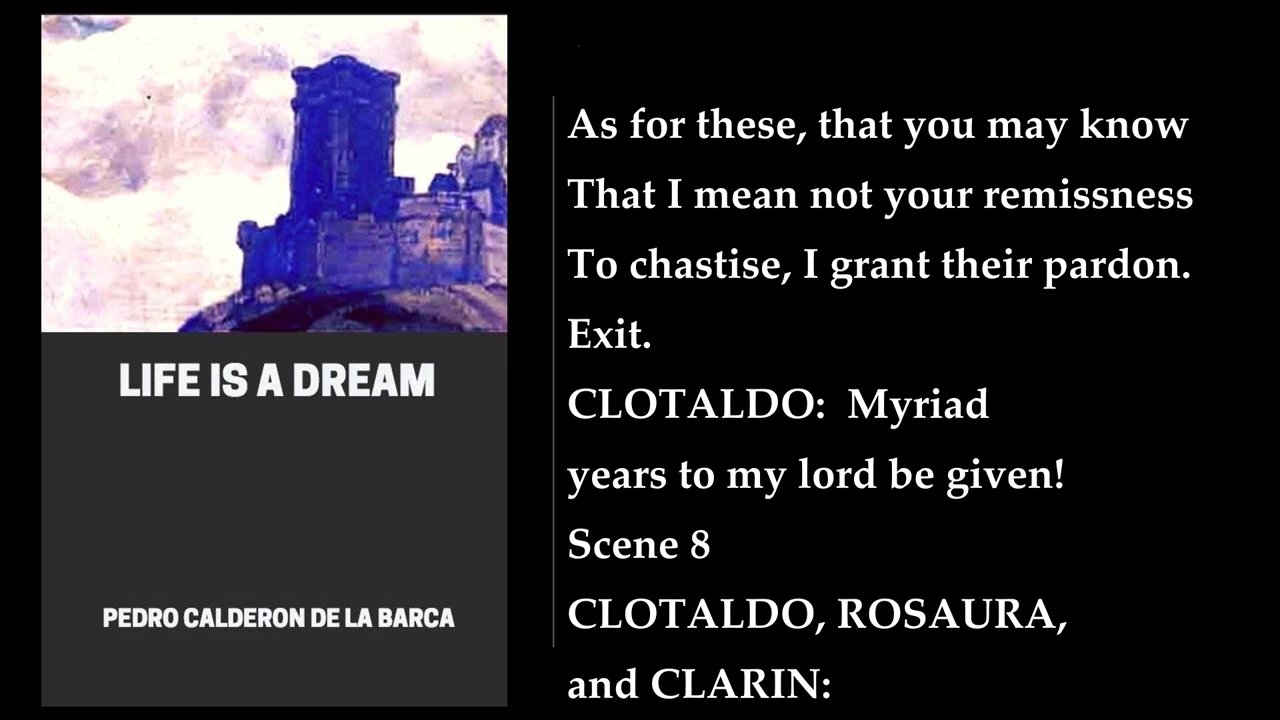 LIFE IS A DREAM
PEDRO CALDERON DE LA BARCA
As for these, that you may know
That I mean not your remissness
To chastise, I grant their pardon.
Exit.
CLOTALDO:  Myriad
years to my lord be given!
Scene 8
CLOTALDO, ROSAURA,
and CLARIN: